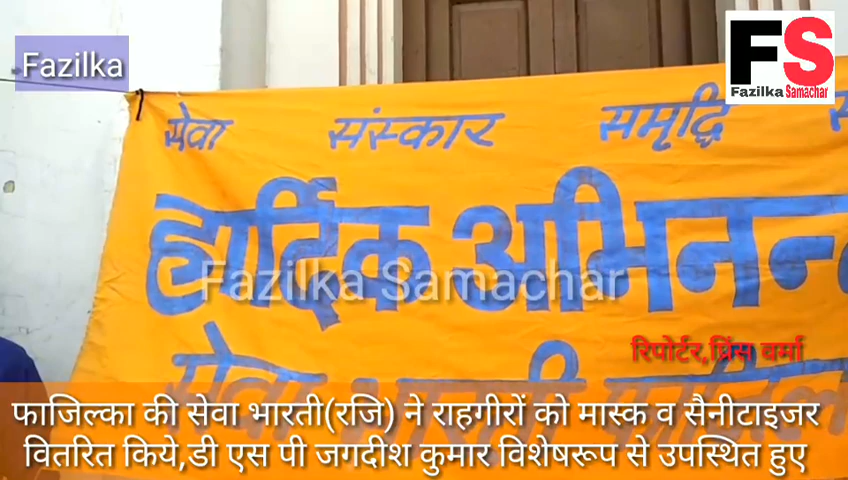 Fazilka
FS
Fazilka Samachar
सेवा संस्कार समृद्धि
हार्दिक अभिनन्द
Fazilka Samachar
रिपोर्टर,प्रिंस वर्मा
सेवा भारती फाजिल
फाजिल्का की सेवा भारती(रजि) ने राहगीरों को मास्क व सैनीटाइजर
वितरित किये,डी एस पी जगदीश कुमार विशेषरूप से उपस्थित हुए